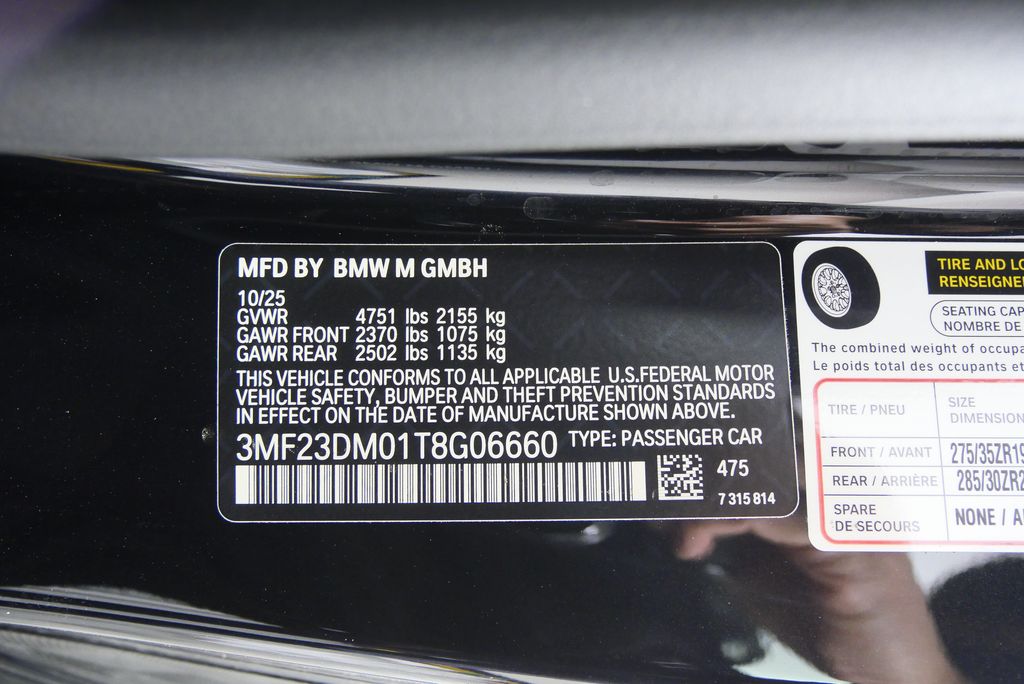 MFD BY BMW M GMBH
10/25
GVWR 4751 lbs 2155 kg
GAWR FRONT 2370 lbs 1075 kg
GAWR REAR 2502 lbs 1135 kg
THIS VEHICLE CONFORMS TO ALL APPLICABLE U.S.FEDERAL MOTOR
VEHICLE SAFETY, BUMPER AND THEFT PREVENTION STANDARDS
IN EFFECT ON THE DATE OF MANUFACTURE SHOWN ABOVE.
3MF23DM01T8G06660 TYPE: PASSENGER CAR
475
7 315 814
TIRE AND LO
RENSEIGNE
SEATING CAP
NOMBRE DE
The combined weight of occupa
Le poids total des occupants et
TIRE / PNEU SIZE
DIMENSION
FRONT / AVANT 275/35ZR19
REAR / ARRIÈRE 285/30ZR2
SPARE
DE SECOURS NONE / A